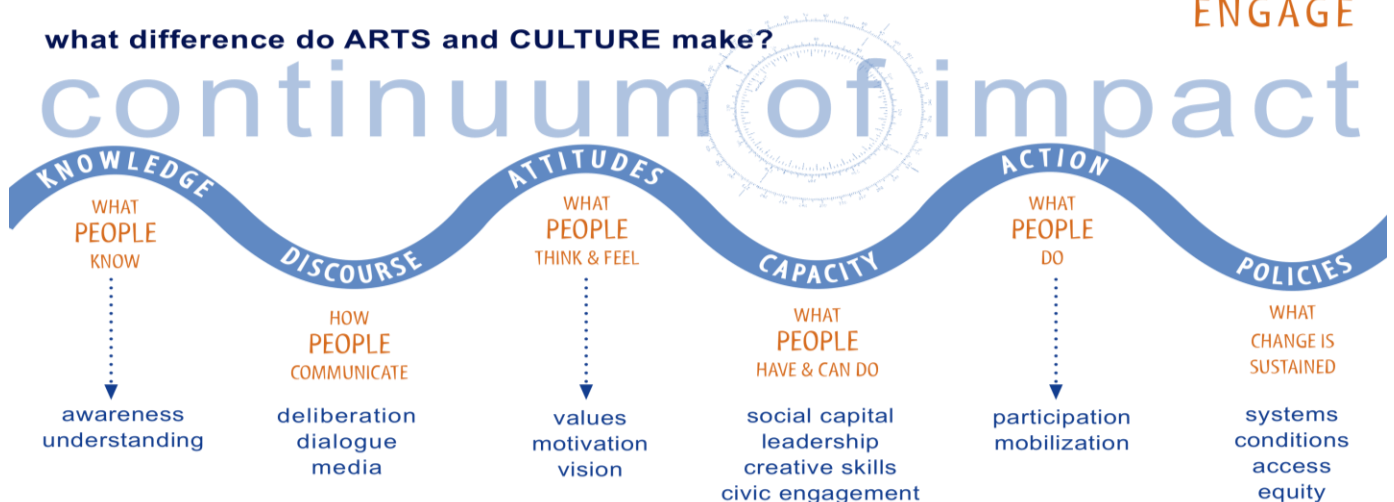 ENGAGE
what difference do ARTS and CULTURE make?
continuum of impact
KNOWLEDGE
WHAT
PEOPLE
KNOW
awareness
understanding
DISCOURSE
HOW
PEOPLE
COMMUNICATE
deliberation
dialogue
media
ATTITUDES
WHAT
PEOPLE
THINK & FEEL
values
motivation
vision
CAPACITY
WHAT
PEOPLE
HAVE & CAN DO
social capital
leadership
creative skills
civic engagement
ACTION
WHAT
PEOPLE
DO
participation
mobilization
POLICIES
WHAT
CHANGE IS
SUSTAINED
systems
conditions
access
equity